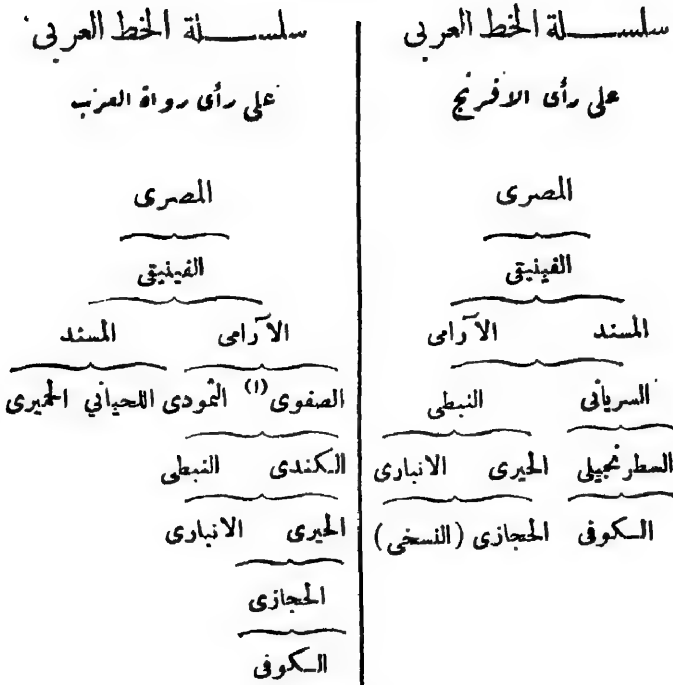 سلسلة الخط العربى
على رأى الافرنج
المصرى
الفينيقى
المسند الآرامى
السريانى النبطى
السطرنجيلى الحيرى الانبارى
الكوفى الحجازى (النسخى)
سلسلة الخط العربى
على رأى رواة العرب
المصرى
الفينيقى
الآرامى المسند
الصفوى (١) الثمودى اللحيانى الحميرى
الكندى النبطى
الحيرى الانبارى
الحجازى
الكوفى